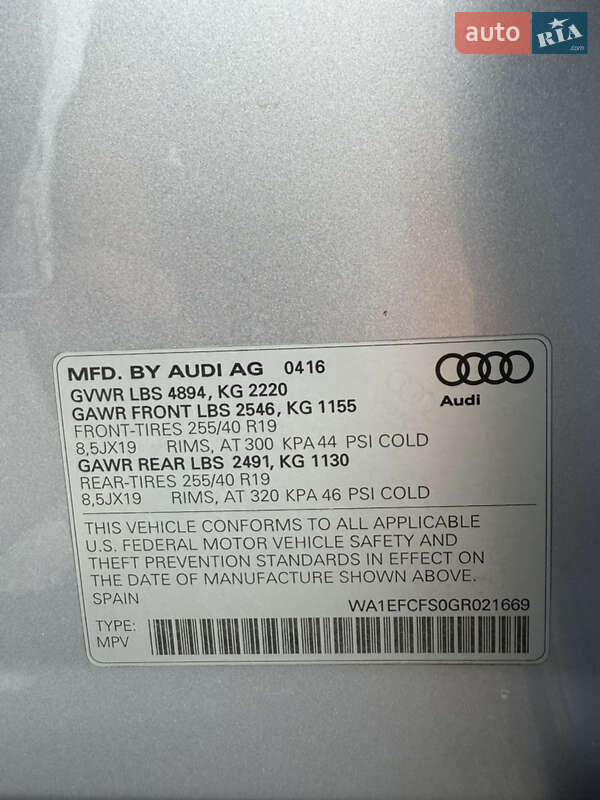 auto RIA .com
MFD. BY AUDI AG 0416
GVWR LBS 4894, KG 2220
GAWR FRONT LBS 2546, KG 1155
FRONT-TIRES 255/40 R19
8,5JX19 RIMS, AT 300 KPA 44 PSI COLD
GAWR REAR LBS 2491, KG 1130
REAR-TIRES 255/40 R19
8,5JX19 RIMS, AT 320 KPA 46 PSI COLD
Audi
THIS VEHICLE CONFORMS TO ALL APPLICABLE
U.S. FEDERAL MOTOR VEHICLE SAFETY AND
THEFT PREVENTION STANDARDS IN EFFECT ON
THE DATE OF MANUFACTURE SHOWN ABOVE.
SPAIN WA1EFCFS0GR021669
TYPE:
MPV